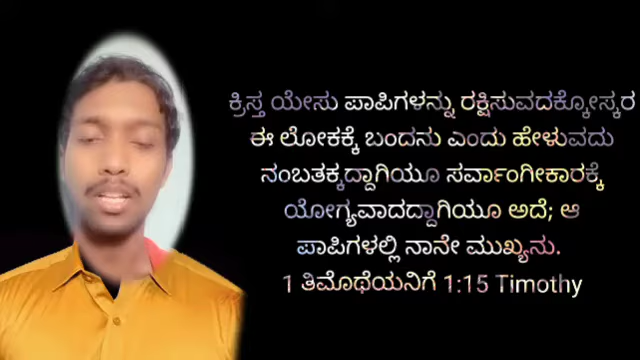 ಕ್ರಿಸ್ತ ಯೇಸು ಪಾಪಿಗಳನ್ನು ರಕ್ಷಿಸುವದಕ್ಕೋಸ್ಕರ
ಈ ಲೋಕಕ್ಕೆ ಬಂದನು ಎಂದು ಹೇಳುವದು
ನಂಬತಕ್ಕದ್ದಾಗಿಯೂ ಸರ್ವಾಂಗೀಕಾರಕ್ಕೆ
ಯೋಗ್ಯವಾದದ್ದಾಗಿಯೂ ಅದೆ; ಆ
ಪಾಪಿಗಳಲ್ಲಿ ನಾನೇ ಮುಖ್ಯನು.
1 ತಿಮೊಥೆಯನಿಗೆ 1:15 Timothy